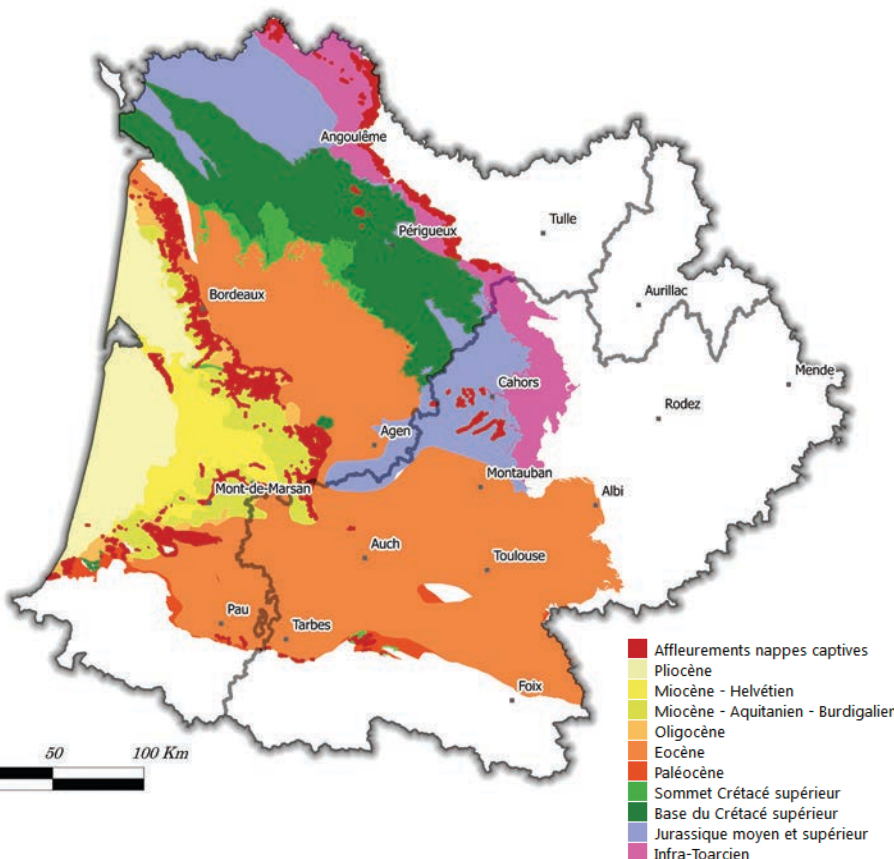 Angoulême
Tulle
Périgueux
Aurillac
Bordeaux
Mende
Cahors
Rodez
Agen
Montauban
Mont-de-Marsan
Albi
Auch
Toulouse
Pau
Tarbes
Foix
50 100 Km
Affleurements nappes captives
Pliocène
Miocène - Helvétien
Miocène - Aquitanien - Burdigalien
Oligocène
Eocène
Paléocène
Sommet Crétacé supérieur
Base du Crétacé supérieur
Jurassique moyen et supérieur
Infra-Toarcien